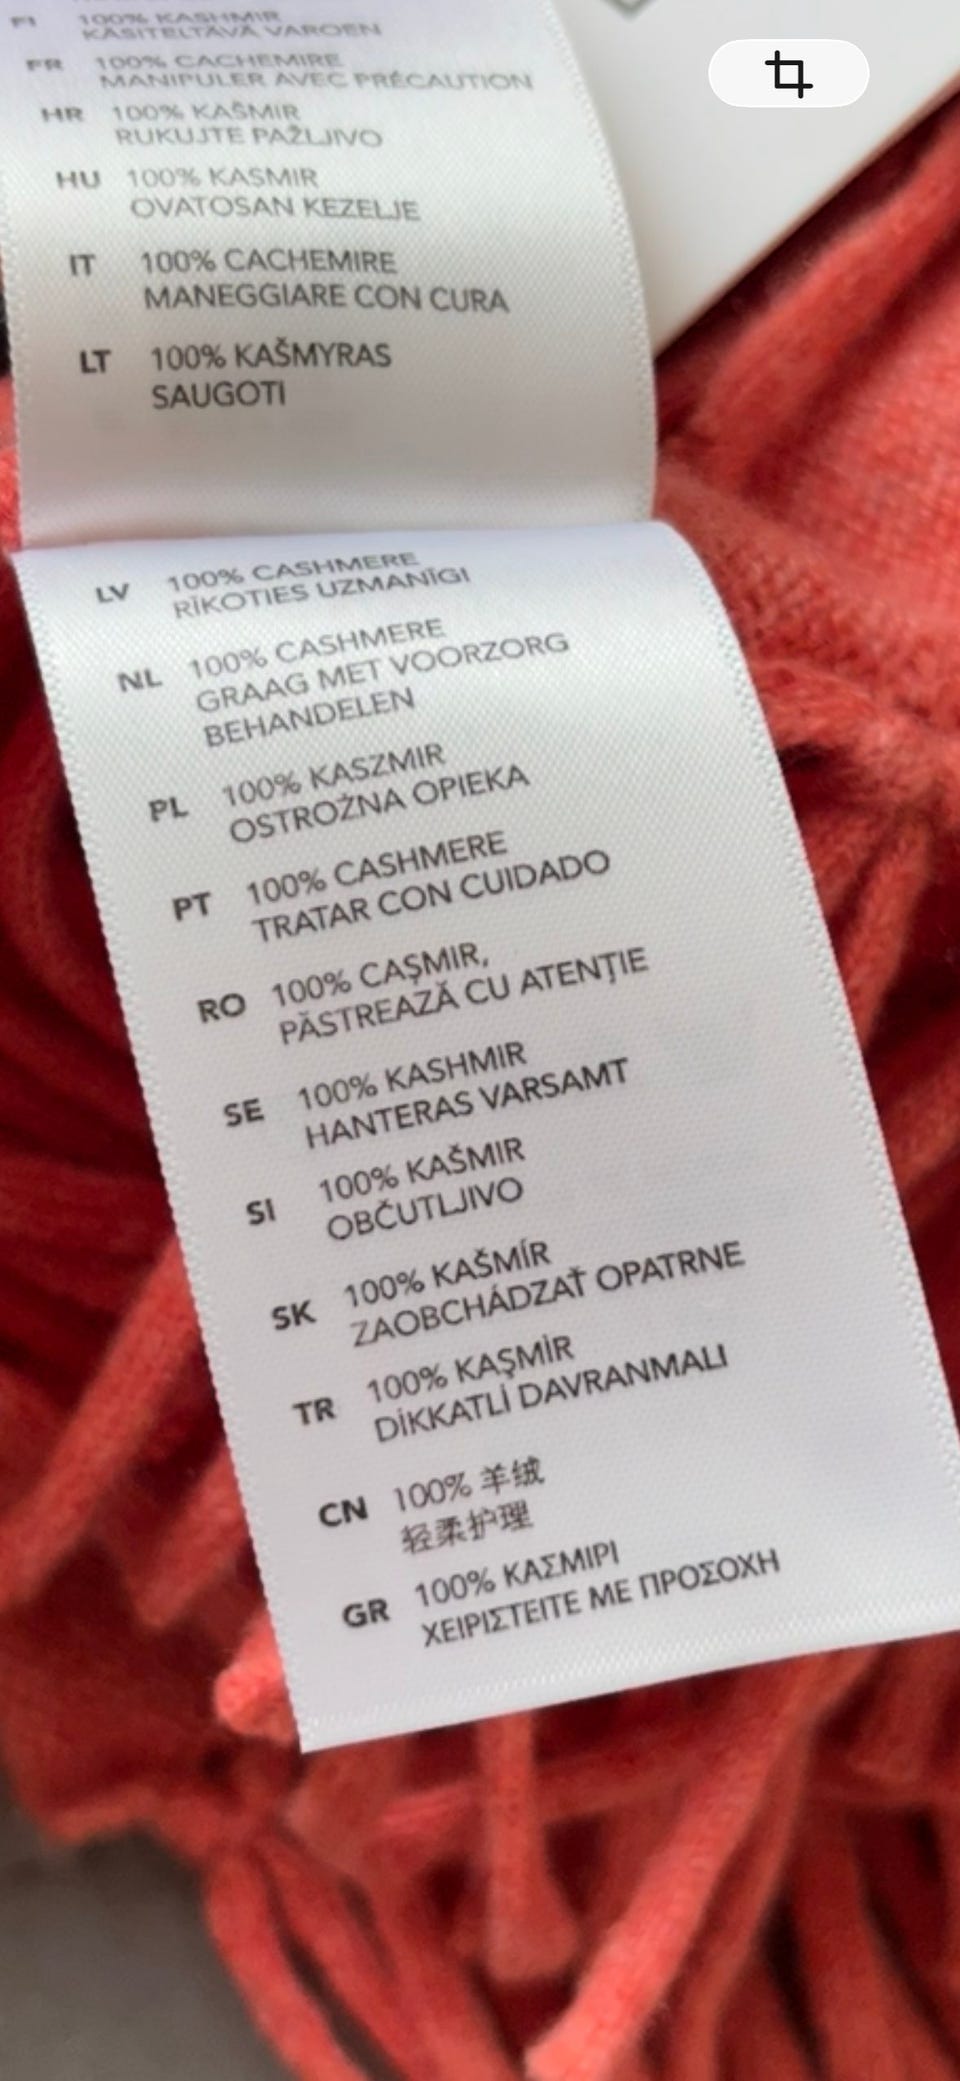 FI 100% KASHMIR
KÄSITELTÄVÄ VAROEN
FR 100% CACHEMIRE
MANIPULER AVEC PRÉCAUTION
HR 100% KAŠMIR
RUKUJTE PAŽLJIVO
HU 100% KASMIR
OVATOSAN KEZELJE
IT 100% CACHEMIRE
MANEGGIARE CON CURA
LT 100% KAŠMYRAS
SAUGOTI
LV 100% CASHMERE
RĪKOTIES UZMANĪGI
NL 100% CASHMERE
GRAAG MET VOORZORG
BEHANDELEN
PL 100% KASZMIR
OSTROŻNA OPIEKA
PT 100% CASHMERE
TRATAR CON CUIDADO
RO 100% CAŞMIR,
PĂSTREAZĂ CU ATENŢIE
SE 100% KASHMIR
HANTERAS VARSAMT
SI 100% KAŠMIR
OBČUTLJIVO
SK 100% KAŠMÍR
ZAOBCHÁDZAŤ OPATRNE
TR 100% KAŞMİR
DİKKATLİ DAVRANMALI
CN 100% 羊绒
轻柔护理
GR 100% ΚΑΣΜΙΡΙ
ΧΕΙΡΙΣΤΕΙΤΕ ΜΕ ΠΡΟΣΟΧΗ